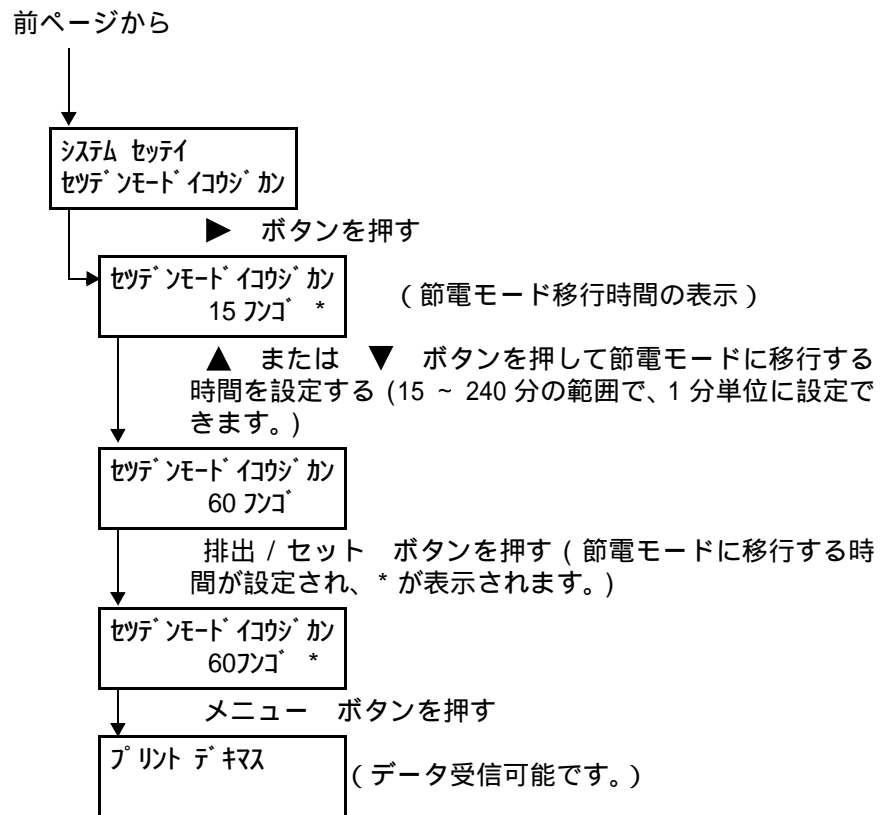 前ページから
ｼｽﾃﾑ ｾｯﾃｲ
ｾﾂﾃﾞﾝﾓｰﾄﾞｲｺｳｼﾞｶﾝ
▶ ボタンを押す
ｾﾂﾃﾞﾝﾓｰﾄﾞｲｺｳｼﾞｶﾝ
15 ﾌﾝｺﾞ *
（節電モード移行時間の表示）
▲ または ▼ ボタンを押して節電モードに移行する
時間を設定する (15 ~ 240 分の範囲で、1 分単位に設定で
きます。)
ｾﾂﾃﾞﾝﾓｰﾄﾞｲｺｳｼﾞｶﾝ
60 ﾌﾝｺﾞ
排出 / セット ボタンを押す ( 節電モードに移行する時
間が設定され、* が表示されます。)
ｾﾂﾃﾞﾝﾓｰﾄﾞｲｺｳｼﾞｶﾝ
60ﾌﾝｺﾞ *
メニュー ボタンを押す
ﾌﾟﾘﾝﾄ ﾃﾞｷﾏｽ
( データ受信可能です。)